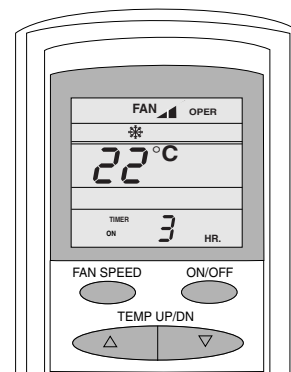 FAN OPER
22°C
TIMER
ON 3 HR.
FAN SPEED ON/OFF
TEMP UP/DN